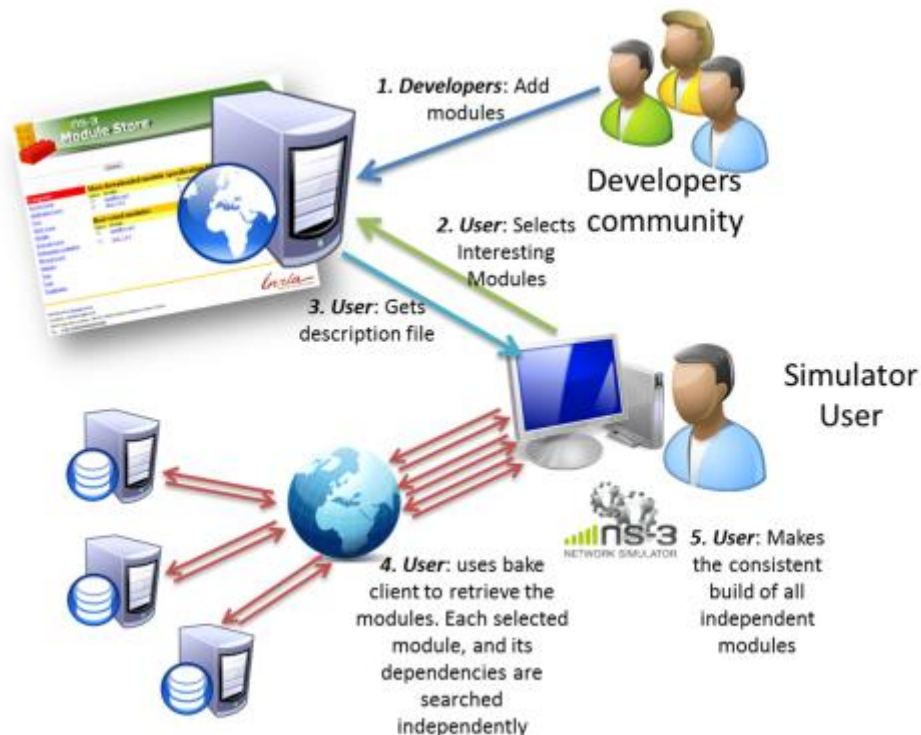 ns-3
Module Store
1. Developers: Add
modules
Developers
community
2. User: Selects
Interesting
Modules
Inria
3. User: Gets
description file
Simulator
User
ns-3
NETWORK SIMULATOR
4. User: uses bake
client to retrieve the
modules. Each selected
module, and its
dependencies are
searched
independently
5. User: Makes
the consistent
build of all
independent
modules